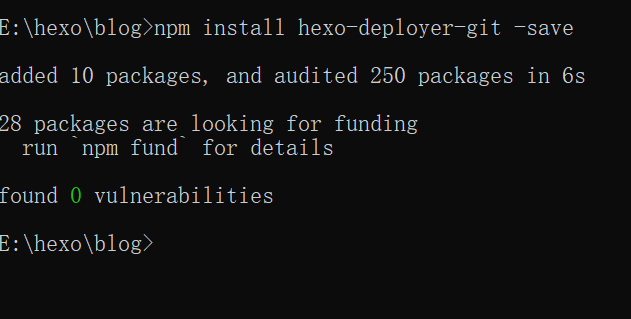 E:\hexo\blog>npm install hexo-deployer-git -save
added 10 packages, and audited 250 packages in 6s
28 packages are looking for funding
  run `npm fund` for details
found 0 vulnerabilities
E:\hexo\blog>